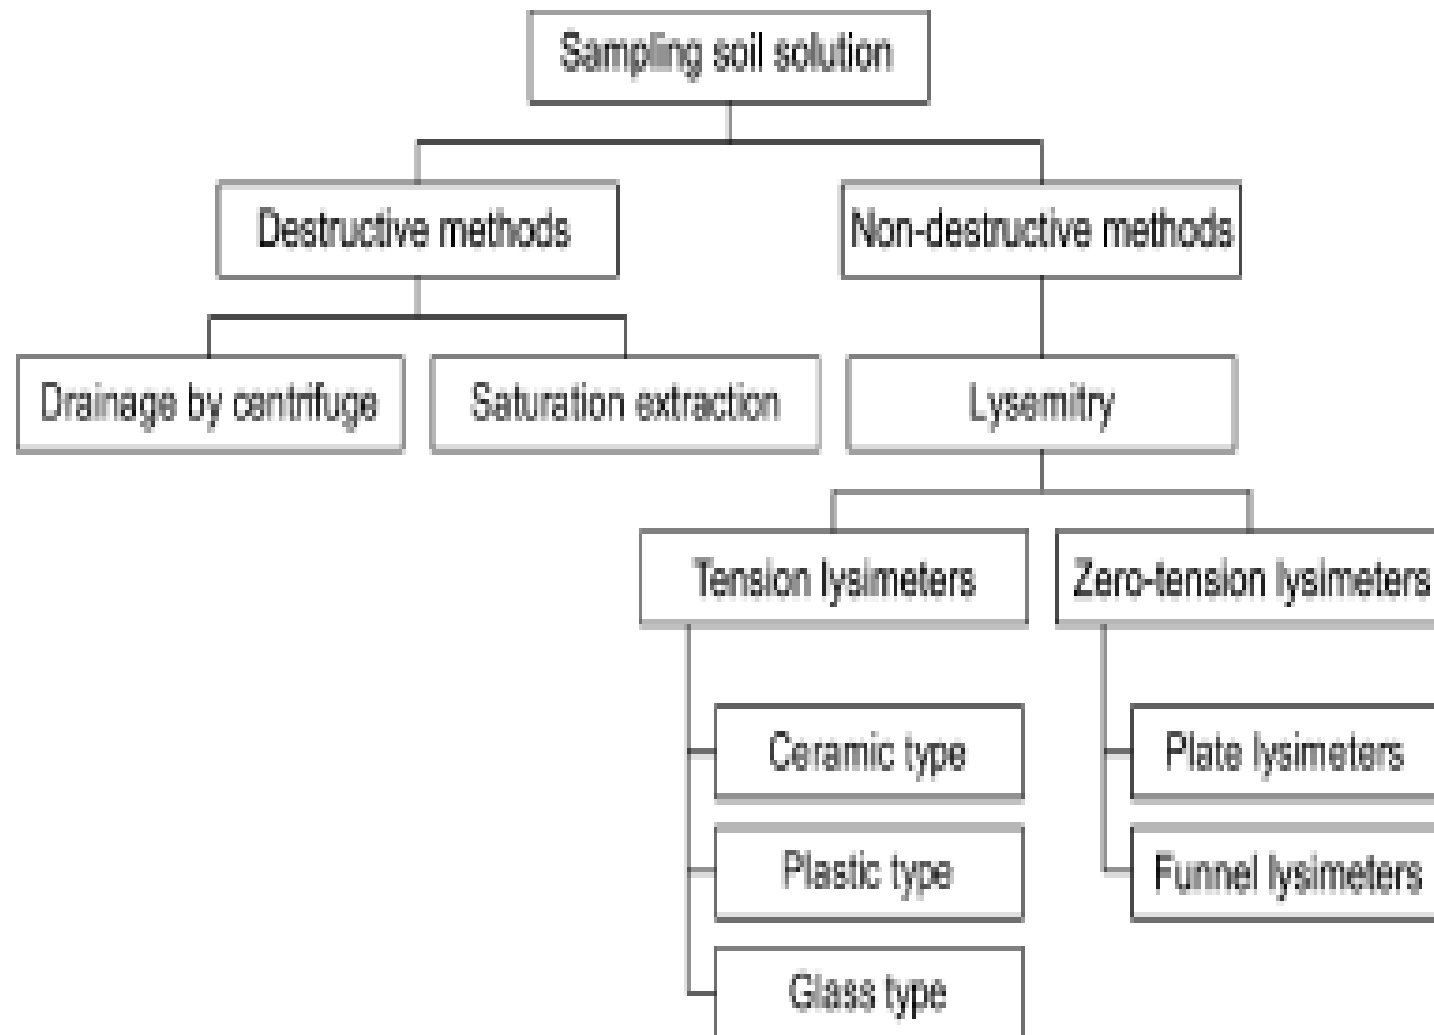 Sampling soil solution
Destructive methods
Non-destructive methods
Drainage by centrifuge
Saturation extraction
Lysemitry
Tension lysimeters
Zero-tension lysimeters
Ceramic type
Plate lysimeters
Plastic type
Funnel lysimeters
Glass type